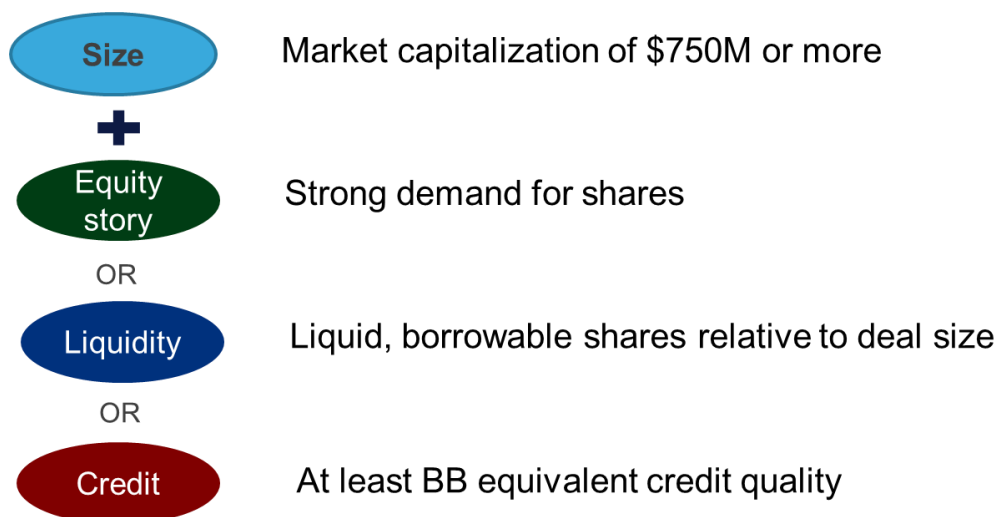 Size
Market capitalization of $750M or more
Equity
story
Strong demand for shares
OR
Liquidity
Liquid, borrowable shares relative to deal size
OR
Credit
At least BB equivalent credit quality